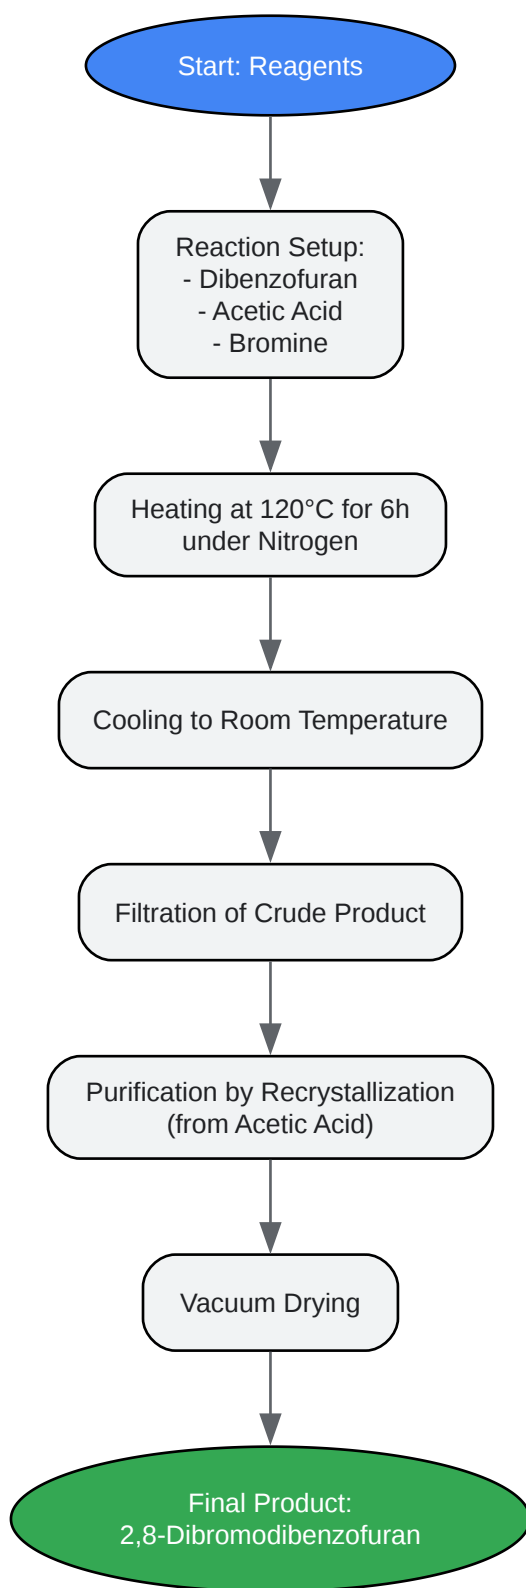 Start: Reagents
Reaction Setup:
- Dibenzofuran
- Acetic Acid
- Bromine
Heating at 120°C for 6h
under Nitrogen
Cooling to Room Temperature
Filtration of Crude Product
Purification by Recrystallization
(from Acetic Acid)
Vacuum Drying
Final Product:
2,8-Dibromodibenzofuran